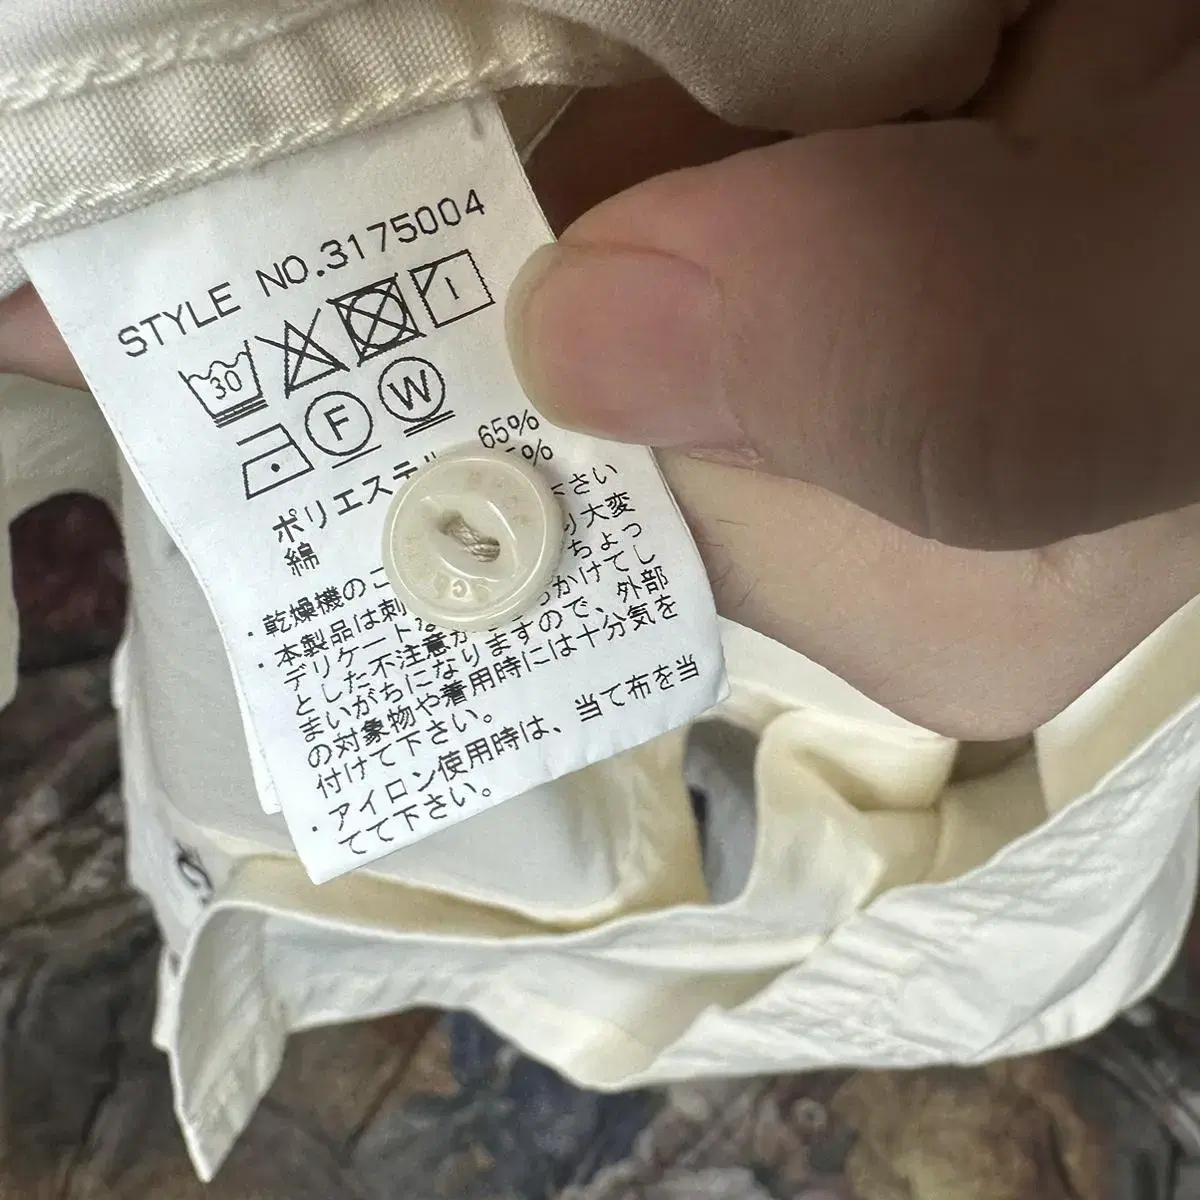 STYLE NO.3175004
30
F W
ポリエステ 65%
綿 %
・乾燥機のご 下さい
・本製品は刺 り大変
デリケート ちょっ
とした不注意が かけてし
まいがちになりますので、外部
の対象物や着用時には十分気を
付けて下さい。
・アイロン使用時は、当て布を当
てて下さい。